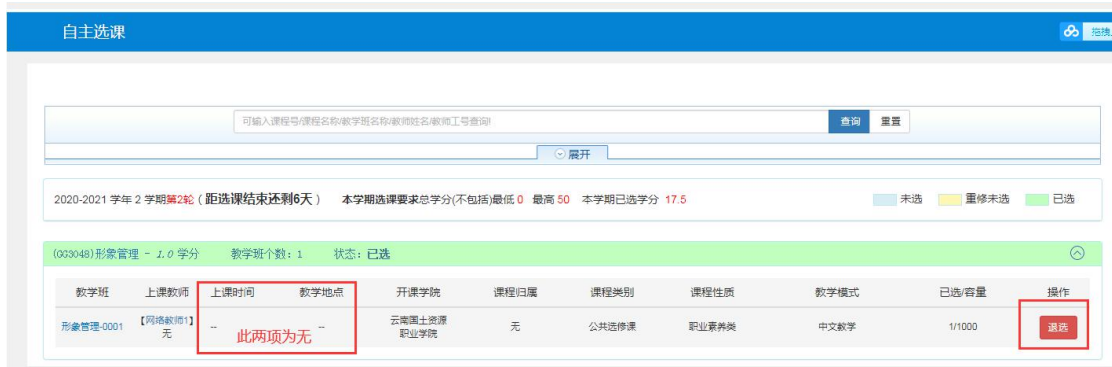 自主选课
拖拽
可输入课程号/课程名称/教学班名称/教师姓名/教师工号查询! 查询 重置
展开
2020-2021 学年 2 学期第2轮 ( 距选课结束还剩6天 ) 本学期选课要求总学分(不包括)最低 0 最高 50 本学期已选学分 17.5 未选 重修未选 已选
(GG3048)形象管理 - 1.0 学分 教学班个数: 1 状态: 已选
教学班 上课教师 上课时间 教学地点 开课学院 课程归属 课程类别 课程性质 教学模式 已选/容量 操作
形象管理-0001 【网络教师1】 无 -- -- 云南国土资源 职业学院 无 公共选修课 职业素养类 中文教学 1/1000 退选
此两项为无